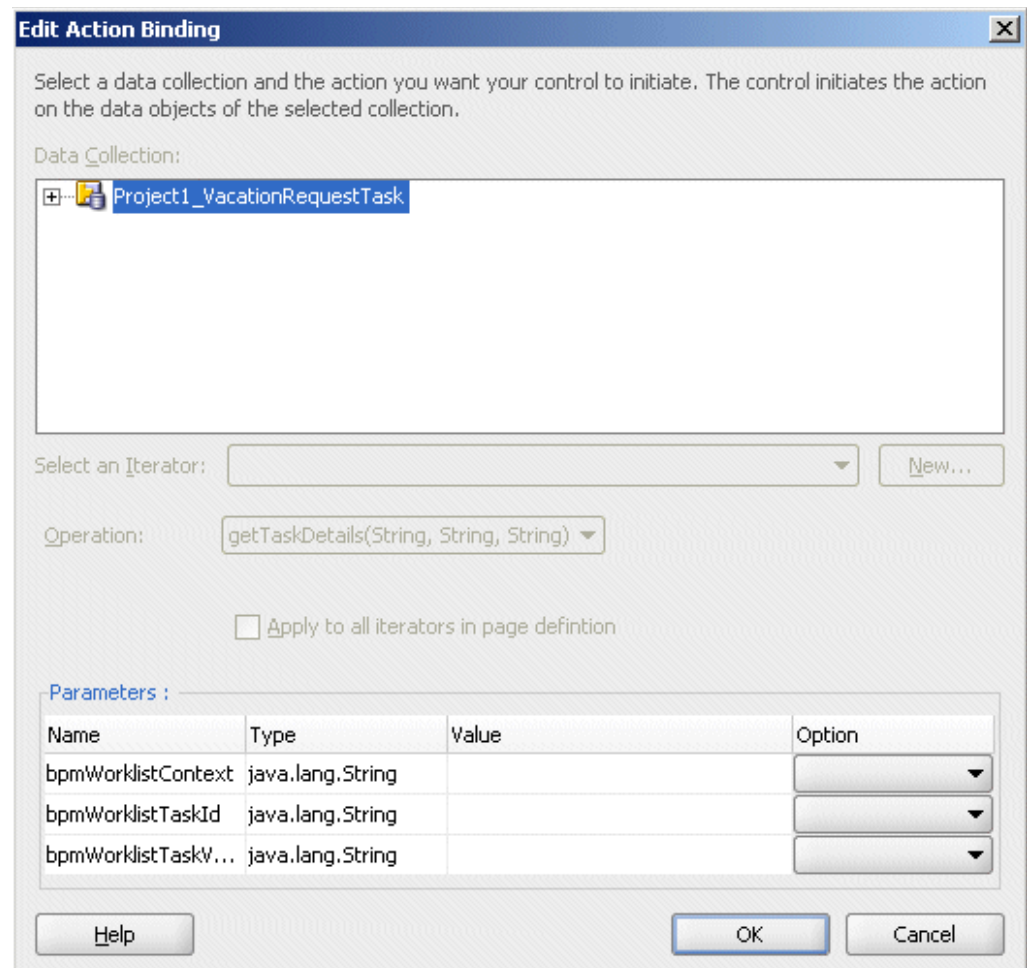 Edit Action Binding
Select a data collection and the action you want your control to initiate. The control initiates the action
on the data objects of the selected collection.
Data Collection:
Project1_VacationRequestTask
Select an Iterator: New...
Operation: getTaskDetails(String, String, String)
Apply to all iterators in page defintion
Parameters :
Name Type Value Option
bpmWorklistContext java.lang.String
bpmWorklistTaskId java.lang.String
bpmWorklistTaskV... java.lang.String
Help OK Cancel